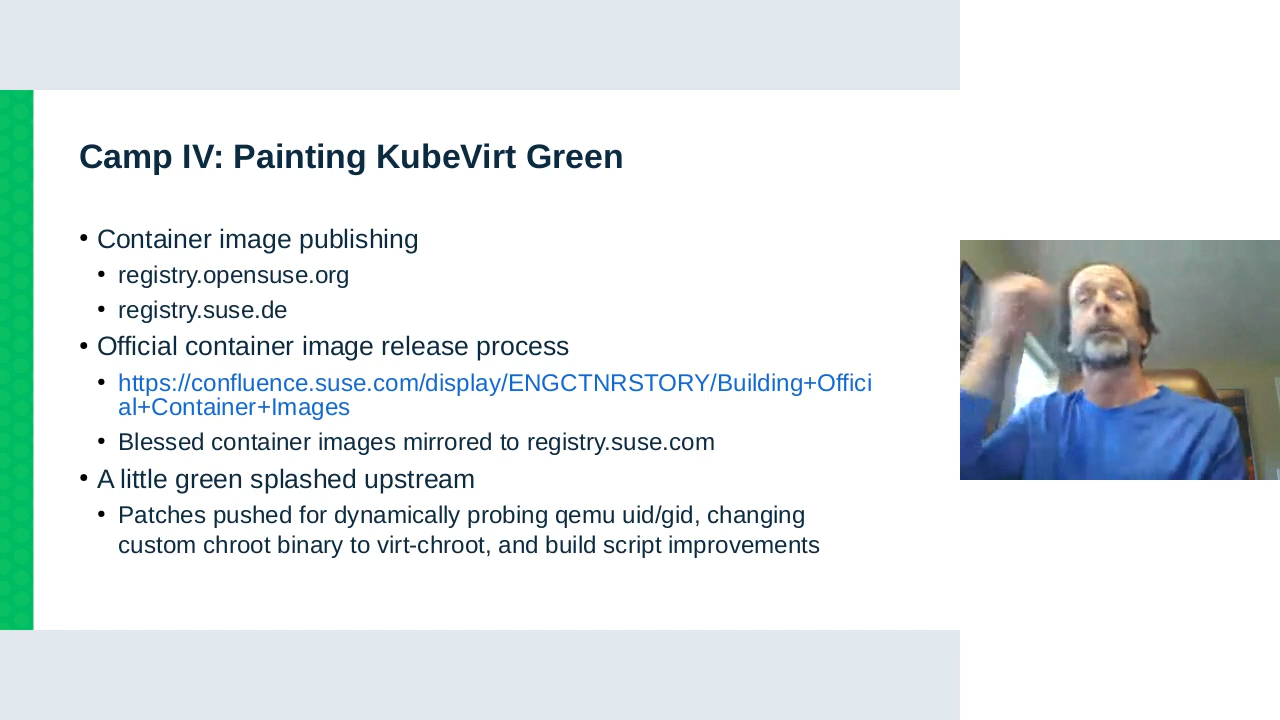 Camp IV: Painting KubeVirt Green
• Container image publishing
• registry.opensuse.org
• registry.suse.de
• Official container image release process
• https://confluence.suse.com/display/ENGCTNRSTORY/Building+Offici
al+Container+Images
• Blessed container images mirrored to registry.suse.com
• A little green splashed upstream
• Patches pushed for dynamically probing qemu uid/gid, changing
custom chroot binary to virt-chroot, and build script improvements